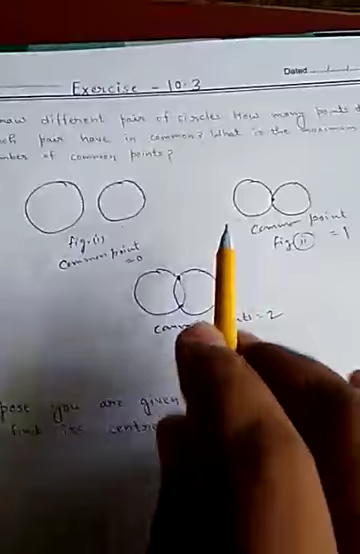 Dated
Exercise - 10.3
different pair of circles How many points
pair have in common? What is the maximum
of common points?
fig.(i)
common point
=0
common point
fig (ii) =1
=2
you are given
find its centre